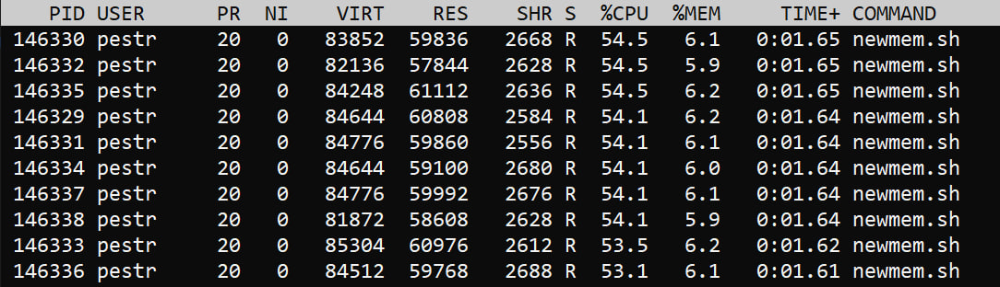 PID USER PR NI VIRT RES SHR S %CPU %MEM TIME+ COMMAND
146330 pestr 20 0 83852 59836 2668 R 54.5 6.1 0:01.65 newmem.sh
146332 pestr 20 0 82136 57844 2628 R 54.5 5.9 0:01.65 newmem.sh
146335 pestr 20 0 84248 61112 2636 R 54.5 6.2 0:01.65 newmem.sh
146329 pestr 20 0 84644 60808 2584 R 54.1 6.2 0:01.64 newmem.sh
146331 pestr 20 0 84776 59860 2556 R 54.1 6.1 0:01.64 newmem.sh
146334 pestr 20 0 84644 59100 2680 R 54.1 6.0 0:01.64 newmem.sh
146337 pestr 20 0 84776 59992 2676 R 54.1 6.1 0:01.64 newmem.sh
146338 pestr 20 0 81872 58608 2628 R 54.1 5.9 0:01.64 newmem.sh
146333 pestr 20 0 85304 60976 2612 R 53.5 6.2 0:01.62 newmem.sh
146336 pestr 20 0 84512 59768 2688 R 53.1 6.1 0:01.61 newmem.sh